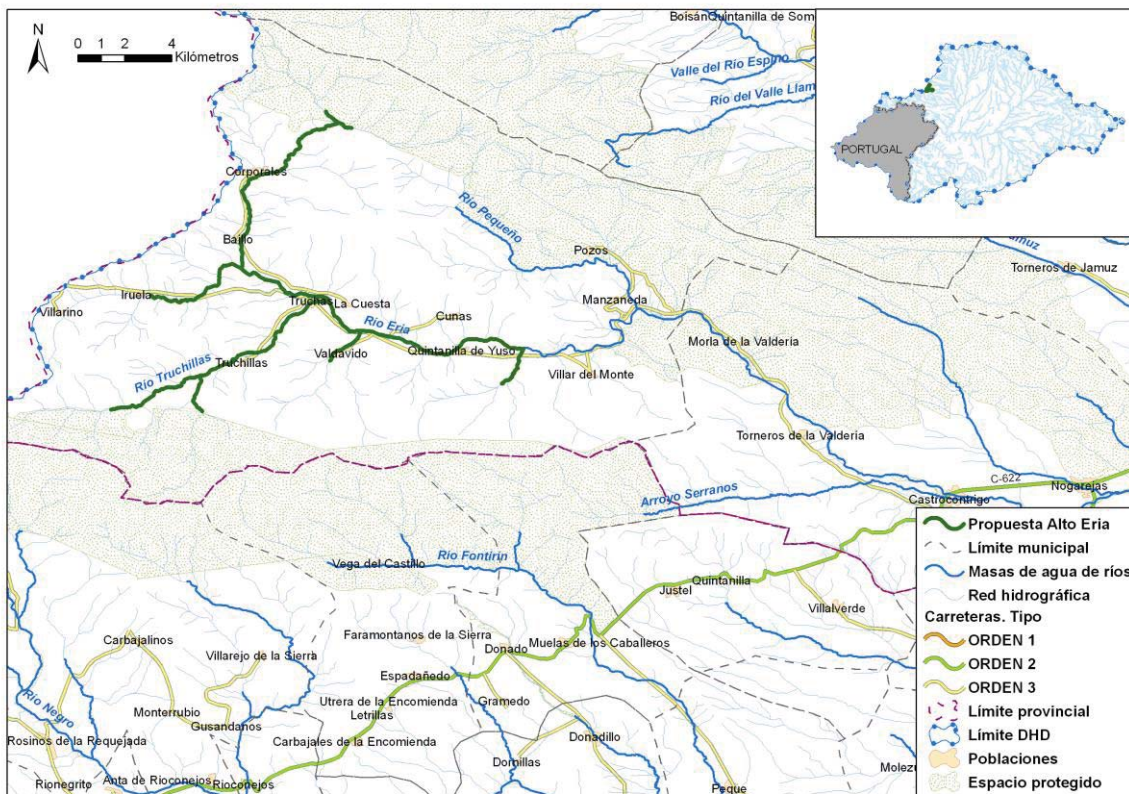 N
0 1 2 4
Kilómetros
Boisán
Quintanilla de Som
Valle del Río Espino
Río del Valle Llam
PORTUGAL
Corporales
Río Pequeño
Baillo
Pozos
Torneros de Jamuz
Iruela
Villarino
Truchas
La Cuesta
Manzaneda
Río Eria
Cunas
Morla de la Valdería
Valdavido
Quintanilla de Yuso
Truchillas
Río Truchillas
Villar del Monte
Torneros de la Valdería
Arroyo Serranos
C-622
Nogarejas
Castrocontrigo
Vega del Castillo
Río Fontirín
Quintanilla
Justel
Villalverde
Carbajalinos
Faramontanos de la Sierra
Muelas de los Caballeros
Villarejo de la Sierra
Donado
Espadañedo
Río Negro
Utrera de la Encomienda
Gramedo
Letrillas
Monterrubio
Gusandanos
Rosinos de la Requejada
Carbajales de la Encomienda
Donadillo
Dornillas
Molezu
Anta de Rioconejos
Rioconejos
Rionegrito
Peque
Propuesta Alto Eria
Límite municipal
Masas de agua de ríos
Red hidrográfica
Carreteras. Tipo
ORDEN 1
ORDEN 2
ORDEN 3
Límite provincial
Límite DHD
Poblaciones
Espacio protegido